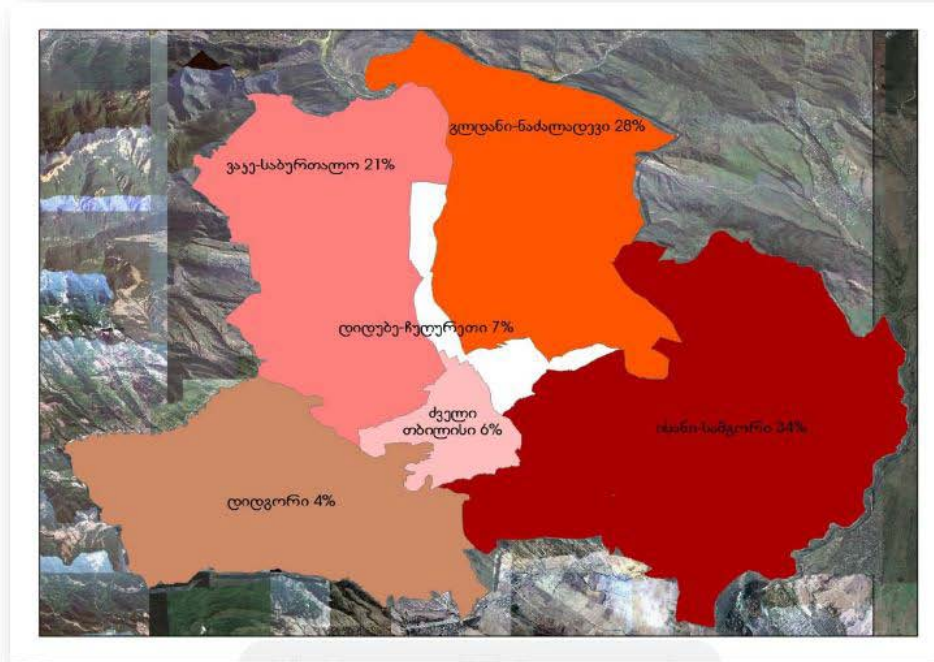 გლდანი-ნაძალადევი 28%
ვაკე-საბურთალო 21%
დიდუბე-ჩუღურეთი 7%
ძველი
თბილისი 6%
ისანი-სამგორი 34%
დიდგორი 4%